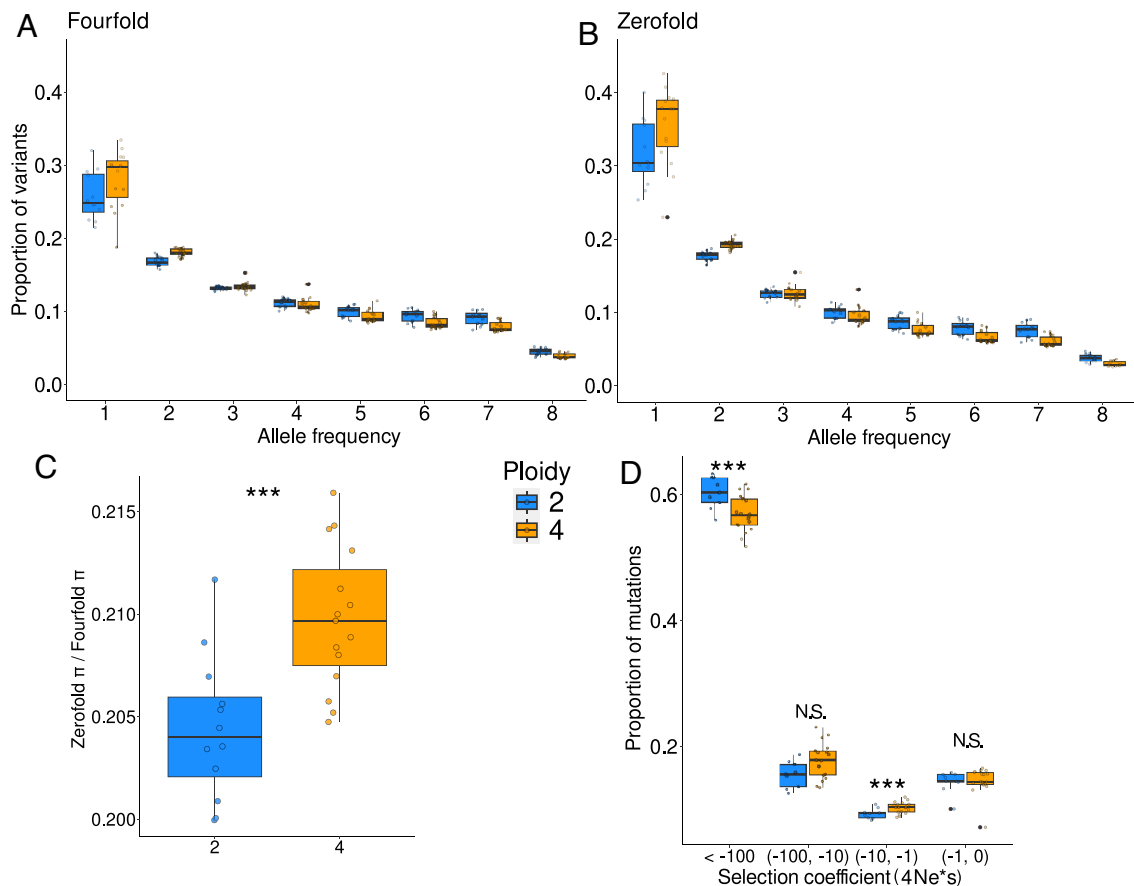 A Fourfold
Proportion of variants
0.4
0.3
0.2
0.1
0.0
1 2 3 4 5 6 7 8
Allele frequency
B Zerofold
0.4
0.3
0.2
0.1
0.0
1 2 3 4 5 6 7 8
Allele frequency
C
***
Zerofold π / Fourfold π
0.215
0.210
0.205
0.200
2 4
Ploidy
2
4
D
***
N.S.
***
N.S.
Proportion of mutations
0.6
0.4
0.2
< -100 (-100, -10) (-10, -1) (-1, 0)
Selection coefficient (4Ne*s)